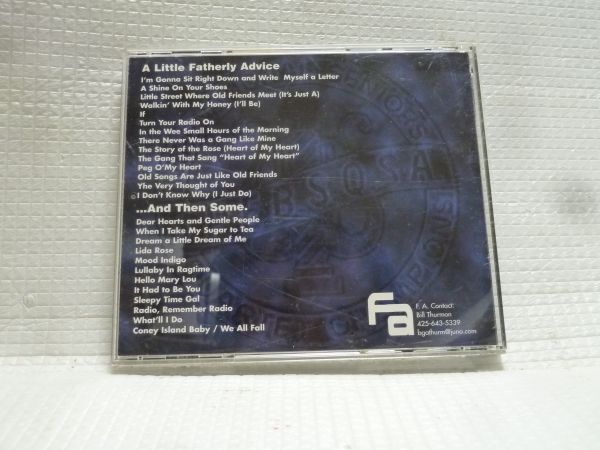 A Little Fatherly Advice
I'm Gonna Sit Right Down and Write Myself a Letter
A Shine On Your Shoes
Little Street Where Old Friends Meet (It's Just A)
Walkin' With My Honey (I'll Be)
If
Turn Your Radio On
In the Wee Small Hours of the Morning
There Never Was a Gang Like Mine
The Story of the Rose (Heart of My Heart)
The Gang That Sang "Heart of My Heart"
Peg O'My Heart
Old Songs Are Just Like Old Friends
Yhe Very Thought of You
I Don't Know Why (I Just Do)
...And Then Some.
Dear Hearts and Gentle People
When I Take My Sugar to Tea
Dream a Little Dream of Me
Lida Rose
Mood Indigo
Lullaby In Ragtime
Hello Mary Lou
It Had to Be You
Sleepy Time Gal
Radio, Remember Radio
What'll I Do
Coney Island Baby / We All Fall
Fa
F. A. Contact:
Bill Thurman
425-643-5339
bgathurm@juno.com